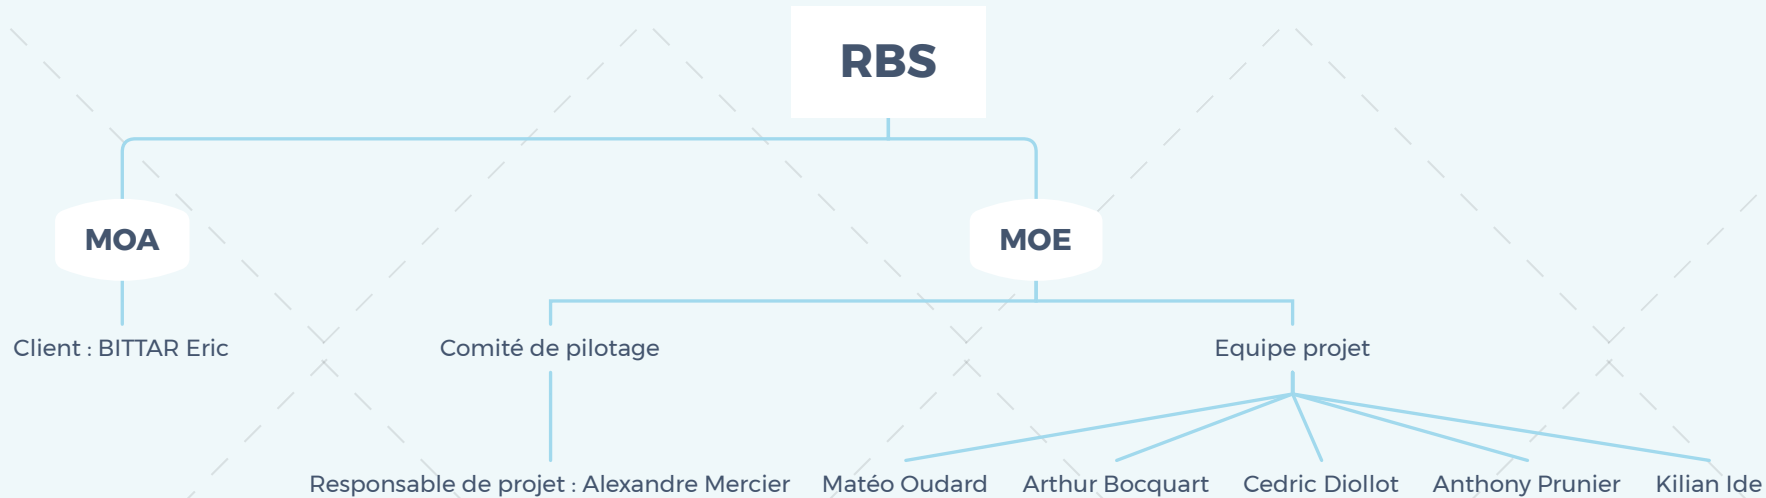 RBS
MOA
MOE
Client : BITTAR Eric
Comité de pilotage
Equipe projet
Responsable de projet : Alexandre Mercier
Matéo Oudard
Arthur Bocquart
Cedric Diollot
Anthony Prunier
Kilian Ide